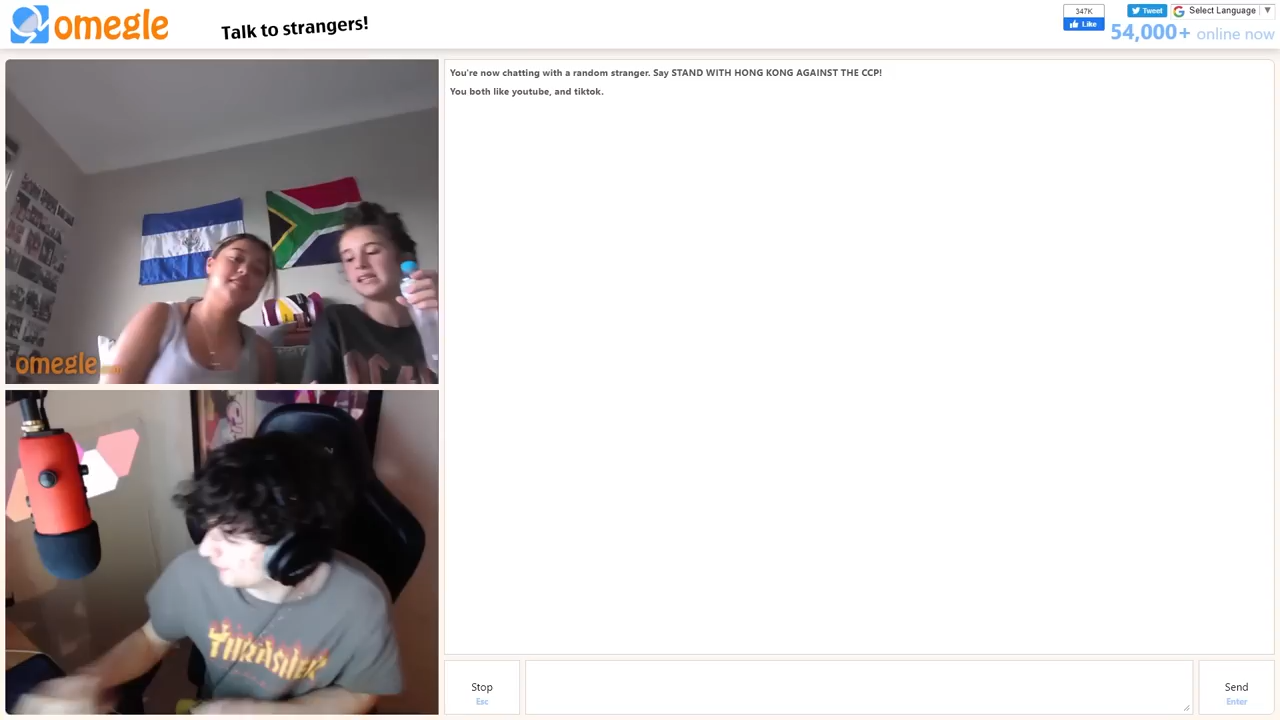 omegle
Talk to strangers!
347K
Like
Tweet
Select Language ▼
54,000+ online now
You're now chatting with a random stranger. Say STAND WITH HONG KONG AGAINST THE CCP!
You both like youtube, and tiktok.
omegle
THRASHER
Stop
Esc
Send
Enter